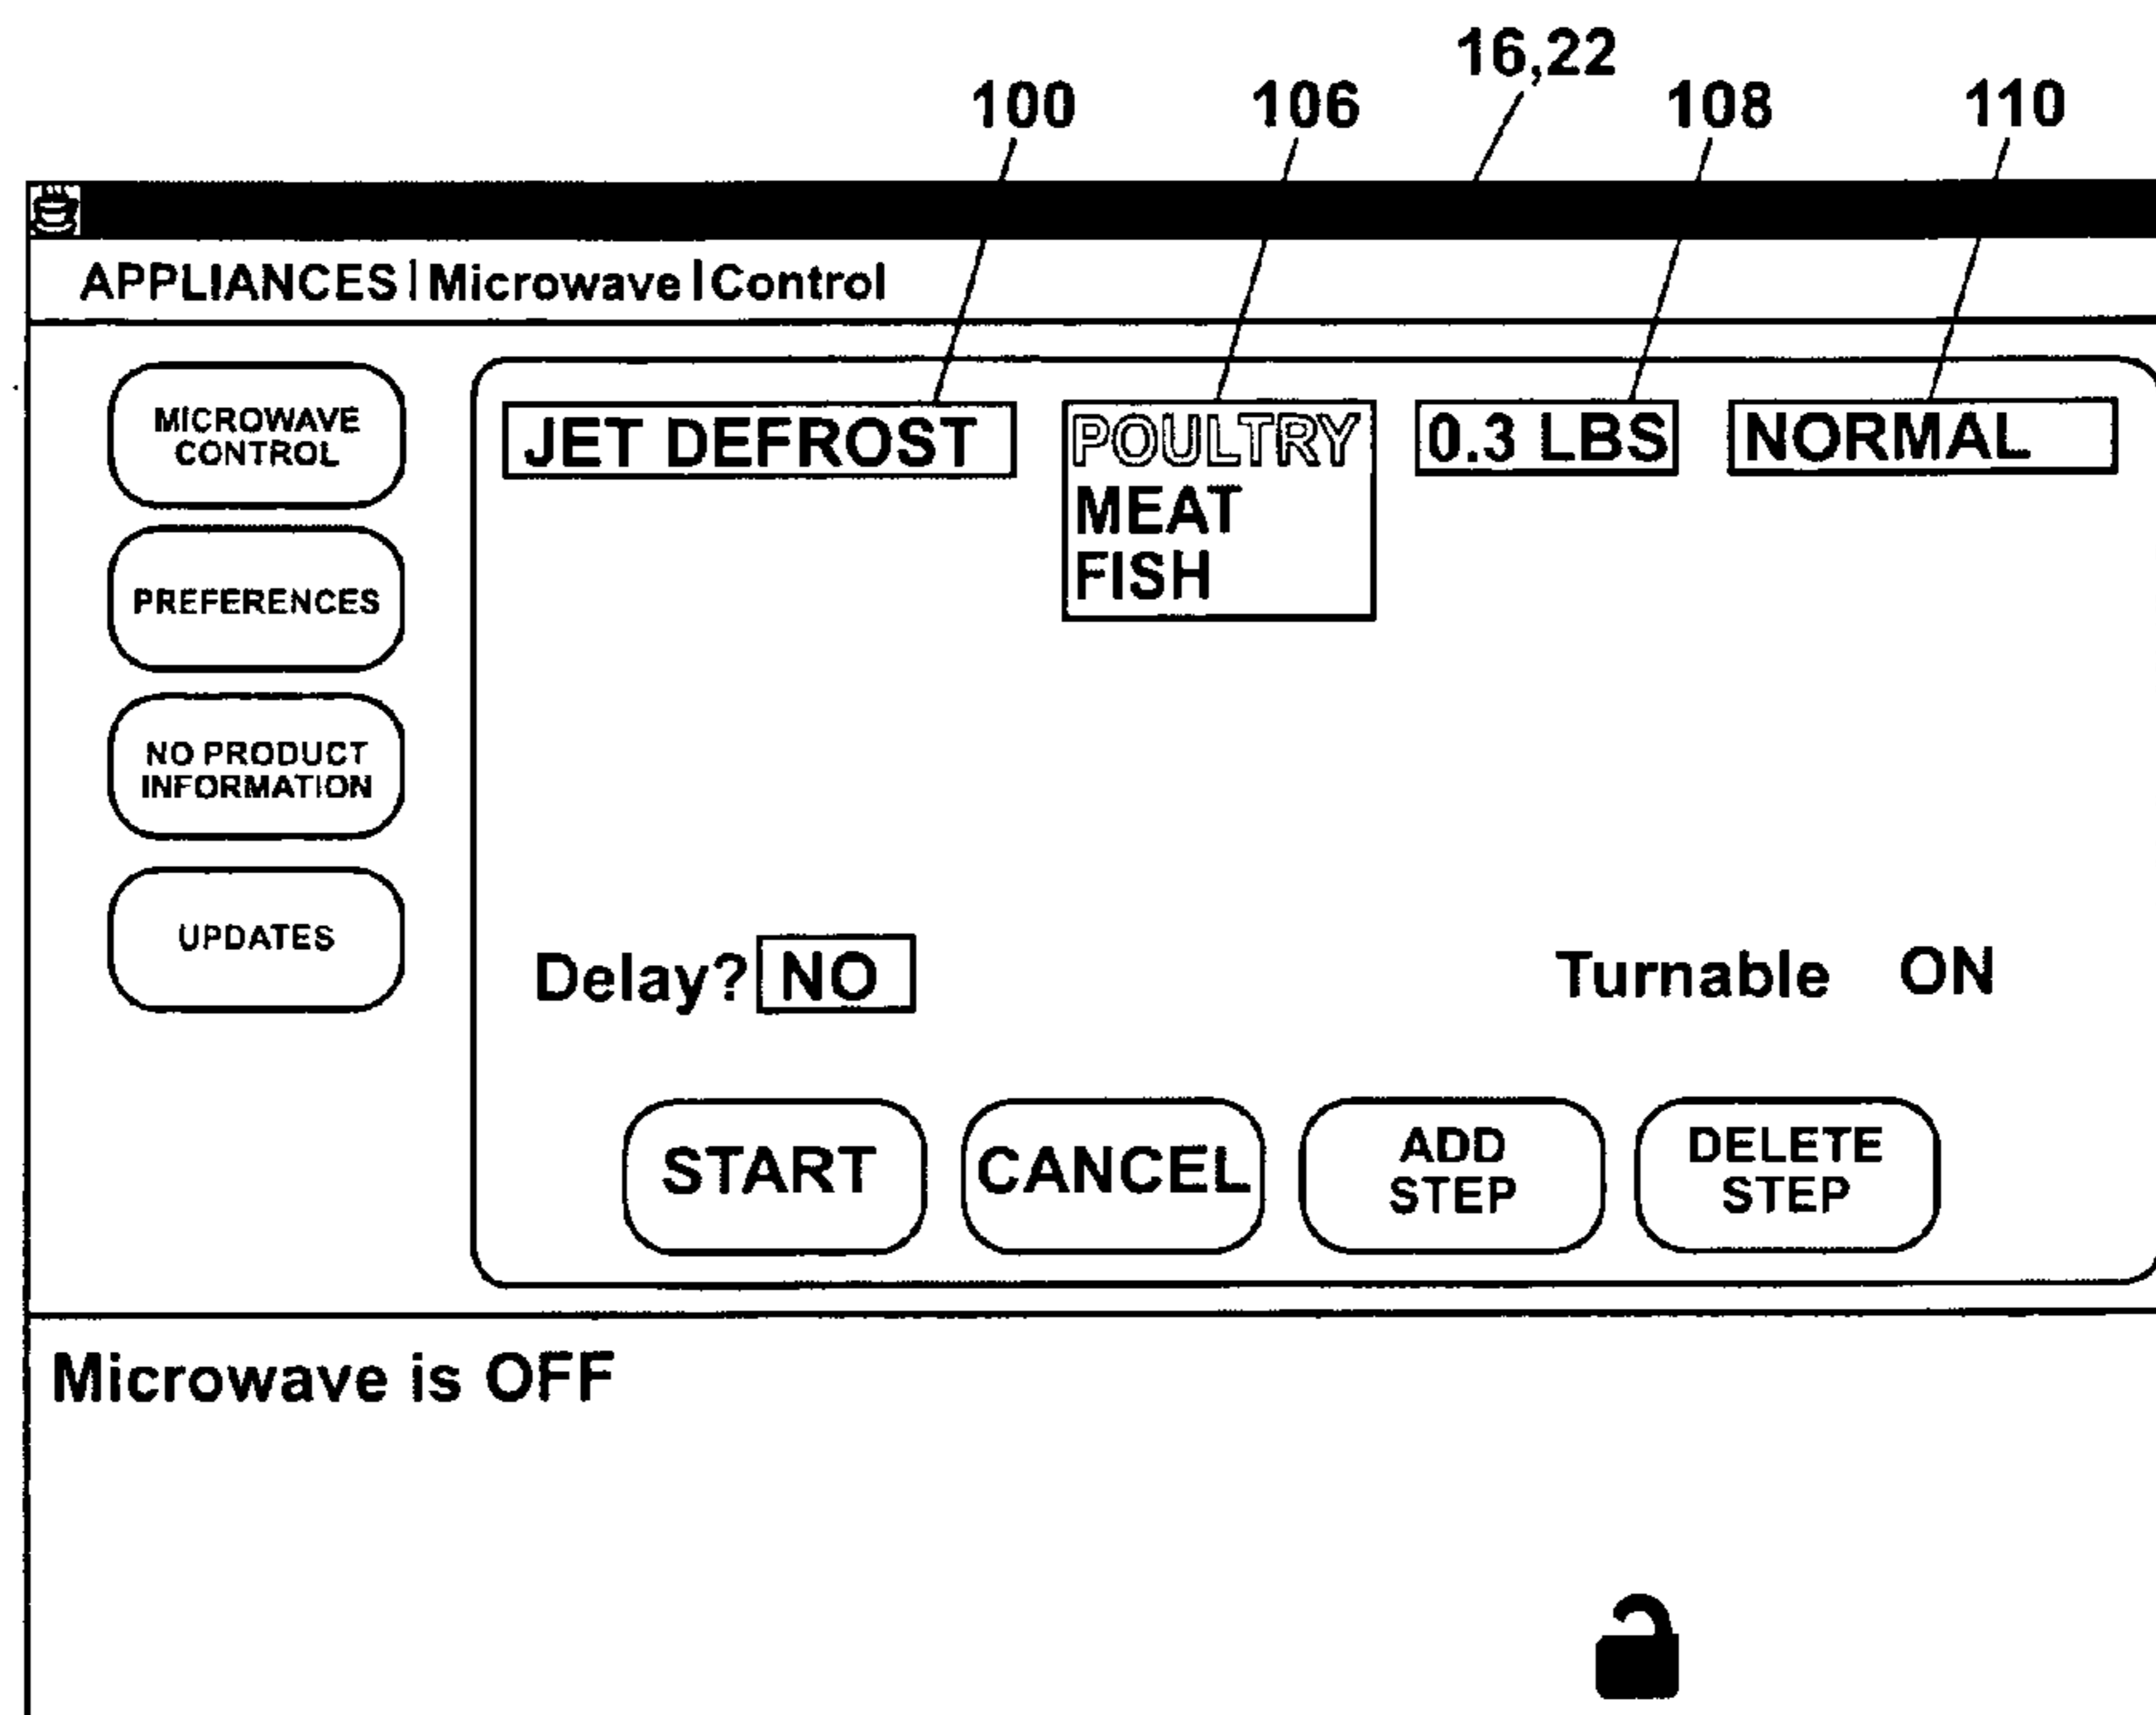 16,22
100 106 108 110
APPLIANCES|Microwave|Control
MICROWAVE
CONTROL
PREFERENCES
NO PRODUCT
INFORMATION
UPDATES
JET DEFROST
POULTRY
MEAT
FISH
0.3 LBS
NORMAL
Delay? NO
Turnable ON
START
CANCEL
ADD
STEP
DELETE
STEP
Microwave is OFF